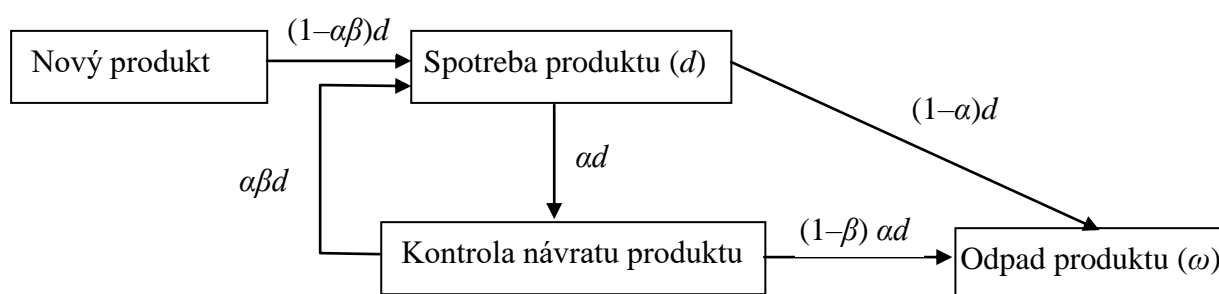 (1–αβ)d
Nový produkt
Spotreba produktu (d)
(1–α)d
αd
αβd
(1–β) αd
Kontrola návratu produktu
Odpad produktu (ω)